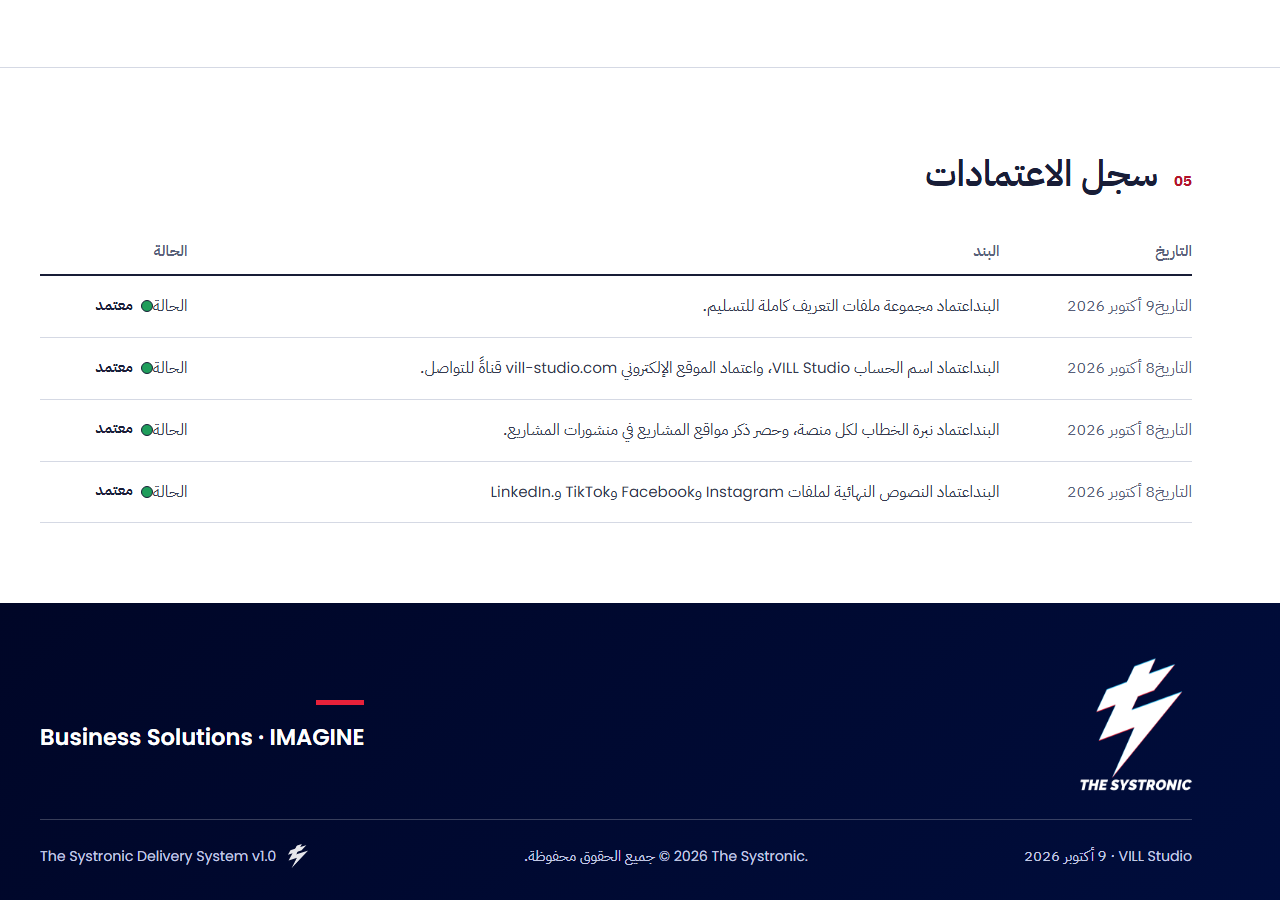 05 سجل الاعتمادات
التاريخ البند الحالة
التاريخ9 أكتوبر 2026 البنداعتماد مجموعة ملفات التعريف كاملة للتسليم. الحالة معتمد
التاريخ8 أكتوبر 2026 البنداعتماد اسم الحساب VILL Studio، واعتماد الموقع الإلكتروني vill-studio.com قناةً للتواصل. الحالة معتمد
التاريخ8 أكتوبر 2026 البنداعتماد نبرة الخطاب لكل منصة، وحصر ذكر مواقع المشاريع في منشورات المشاريع. الحالة معتمد
التاريخ8 أكتوبر 2026 البنداعتماد النصوص النهائية لملفات Instagram وFacebook وTikTok و.LinkedIn الحالة معتمد
THE SYSTRONIC
Business Solutions · IMAGINE
VILL Studio · 9 أكتوبر 2026
© 2026 The Systronic. جميع الحقوق محفوظة.
The Systronic Delivery System v1.0